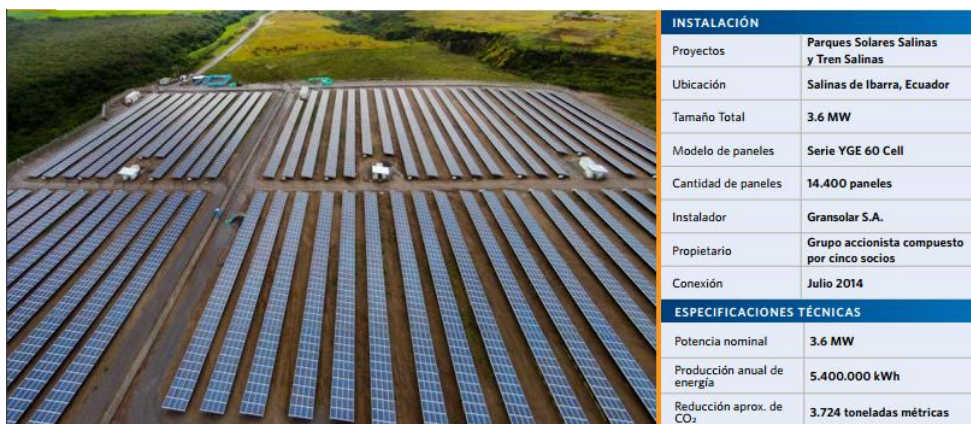 INSTALACIÓN
Proyectos
Parques Solares Salinas
y Tren Salinas
Ubicación
Salinas de Ibarra, Ecuador
Tamaño Total
3.6 MW
Modelo de paneles
Serie YGE 60 Cell
Cantidad de paneles
14.400 paneles
Instalador
Gransolar S.A.
Propietario
Grupo accionista compuesto
por cinco socios
Conexión
Julio 2014
ESPECIFICACIONES TÉCNICAS
Potencia nominal
3.6 MW
Producción anual de
energía
5.400.000 kWh
Reducción aprox. de
CO₂
3.724 toneladas métricas